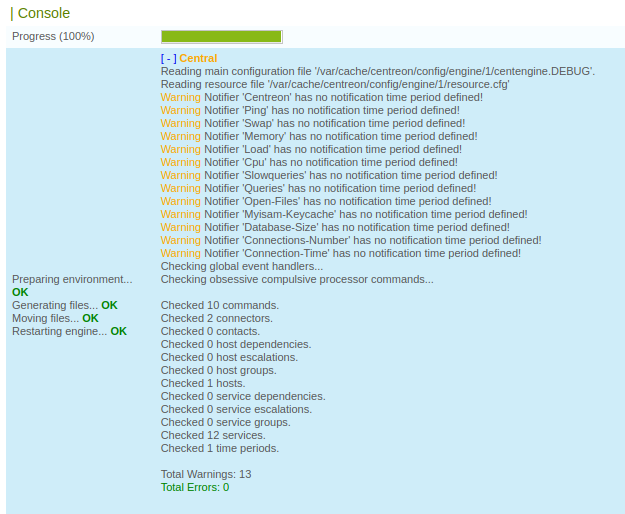 | Console
Progress (100%)
[ - ] Central
Reading main configuration file '/var/cache/centreon/config/engine/1/centengine.DEBUG'.
Reading resource file '/var/cache/centreon/config/engine/1/resource.cfg'
Warning Notifier 'Centreon' has no notification time period defined!
Warning Notifier 'Ping' has no notification time period defined!
Warning Notifier 'Swap' has no notification time period defined!
Warning Notifier 'Memory' has no notification time period defined!
Warning Notifier 'Load' has no notification time period defined!
Warning Notifier 'Cpu' has no notification time period defined!
Warning Notifier 'Slowqueries' has no notification time period defined!
Warning Notifier 'Queries' has no notification time period defined!
Warning Notifier 'Open-Files' has no notification time period defined!
Warning Notifier 'Myisam-Keycache' has no notification time period defined!
Warning Notifier 'Database-Size' has no notification time period defined!
Warning Notifier 'Connections-Number' has no notification time period defined!
Warning Notifier 'Connection-Time' has no notification time period defined!
Checking global event handlers...
Checking obsessive compulsive processor commands...
Preparing environment...
OK
Generating files... OK
Moving files... OK
Restarting engine... OK
Checked 10 commands.
Checked 2 connectors.
Checked 0 contacts.
Checked 0 host dependencies.
Checked 0 host escalations.
Checked 0 host groups.
Checked 1 hosts.
Checked 0 service dependencies.
Checked 0 service escalations.
Checked 0 service groups.
Checked 12 services.
Checked 1 time periods.
Total Warnings: 13
Total Errors: 0